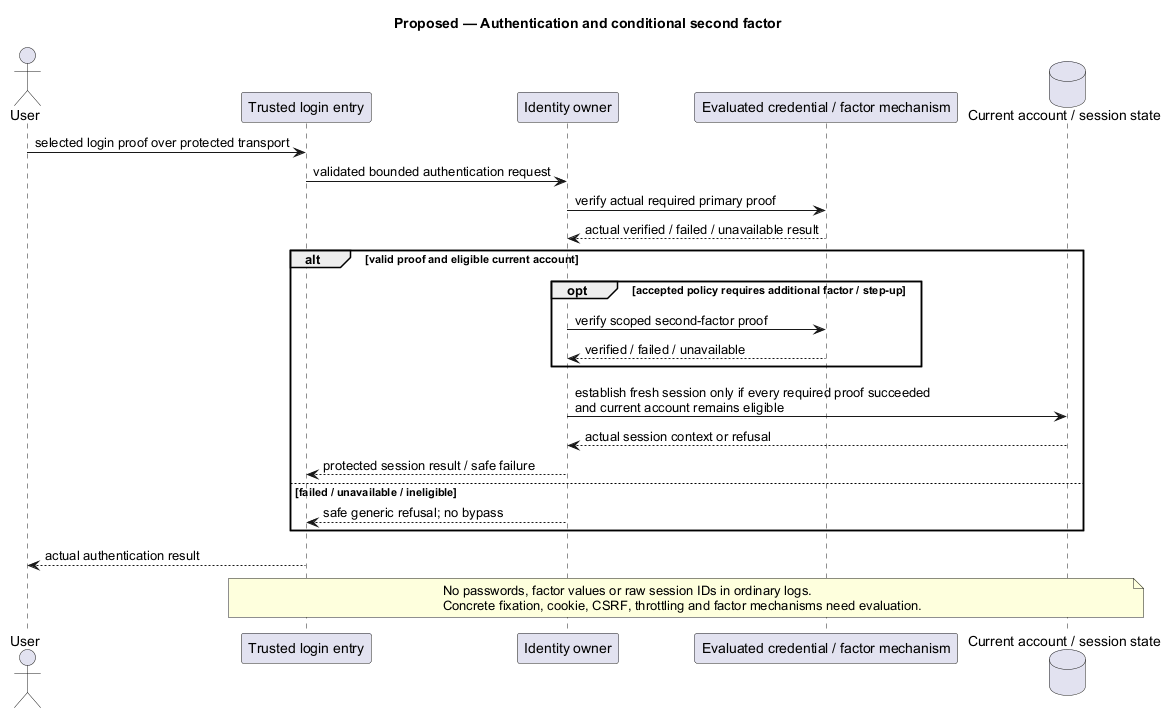 Proposed — Authentication and conditional second factor
User
Trusted login entry
Identity owner
Evaluated credential / factor mechanism
Current account / session state
selected login proof over protected transport
validated bounded authentication request
verify actual required primary proof
actual verified / failed / unavailable result
alt
[valid proof and eligible current account]
opt
[accepted policy requires additional factor / step-up]
verify scoped second-factor proof
verified / failed / unavailable
establish fresh session only if every required proof succeeded
and current account remains eligible
actual session context or refusal
protected session result / safe failure
[failed / unavailable / ineligible]
safe generic refusal; no bypass
actual authentication result
No passwords, factor values or raw session IDs in ordinary logs.
Concrete fixation, cookie, CSRF, throttling and factor mechanisms need evaluation.
User
Trusted login entry
Identity owner
Evaluated credential / factor mechanism
Current account / session state